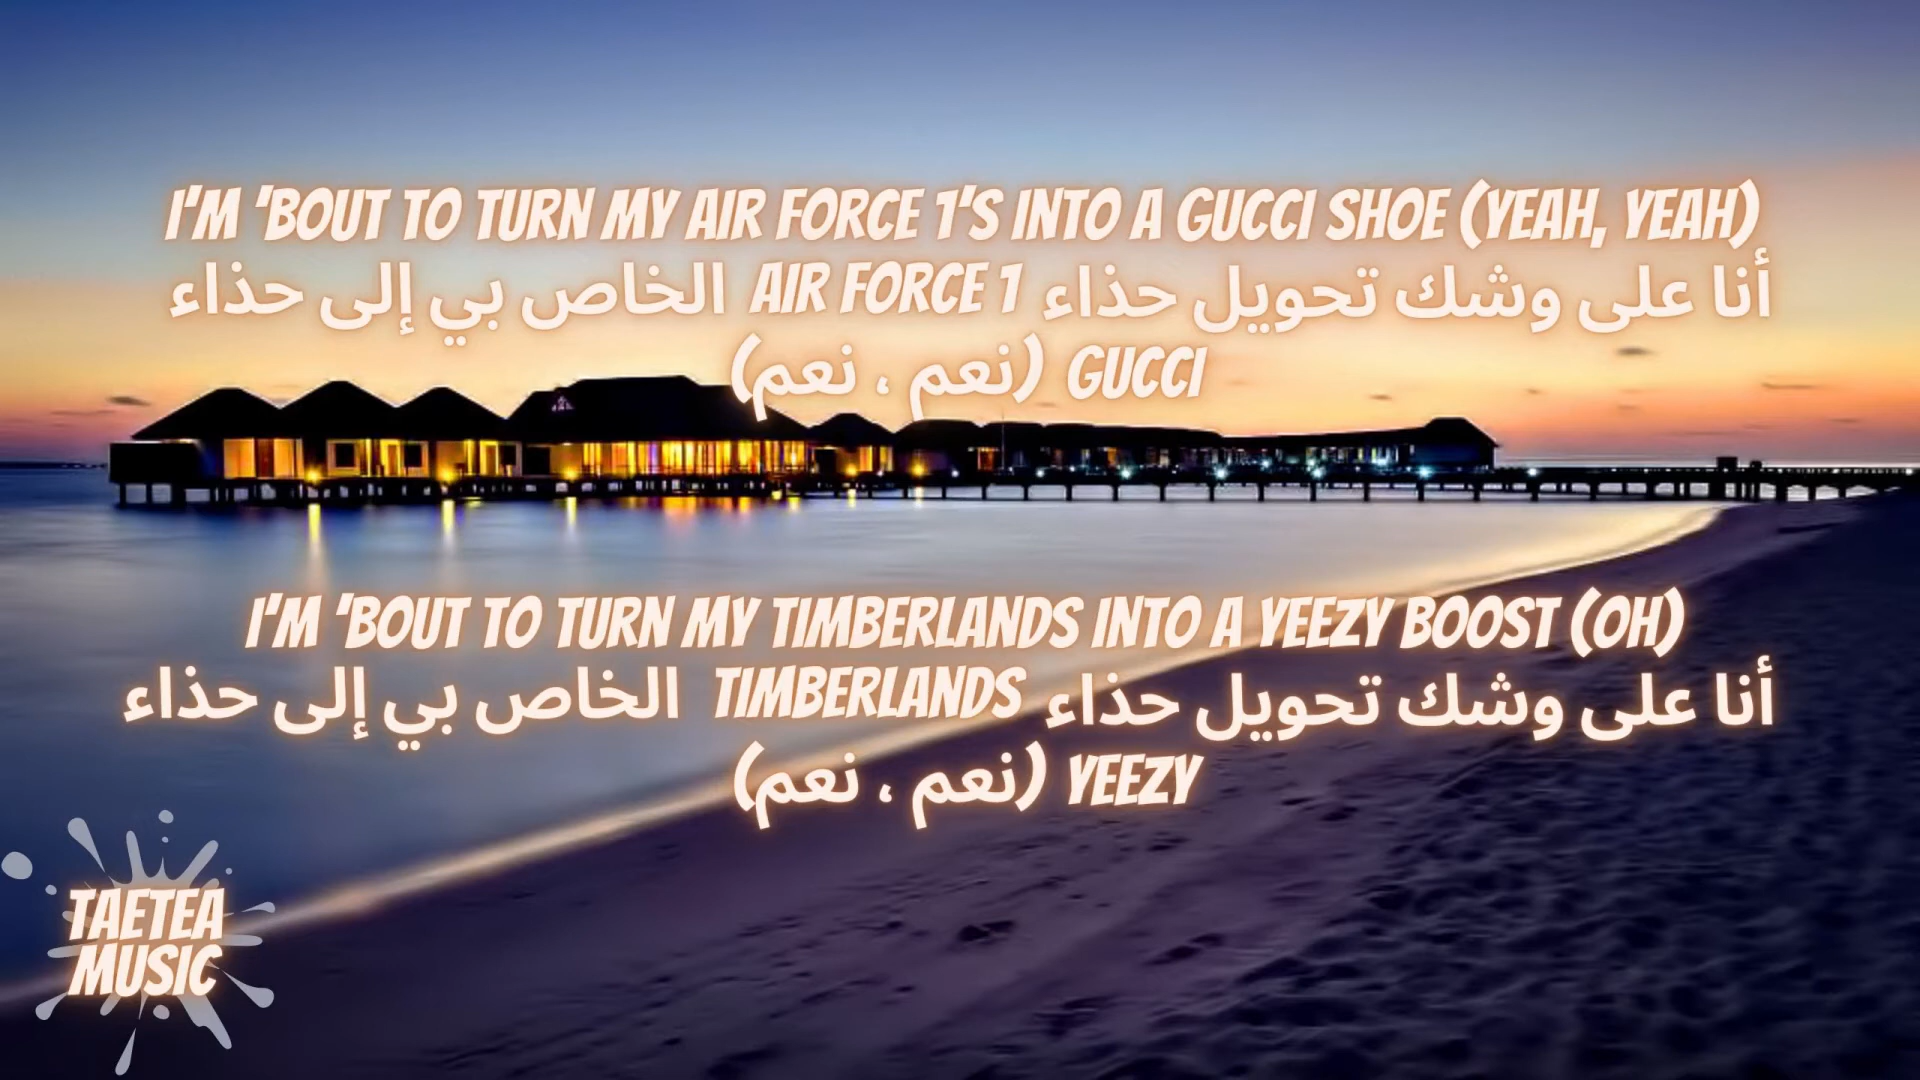 I'M 'BOUT TO TURN MY AIR FORCE 1'S INTO A GUCCI SHOE (YEAH, YEAH)
أنا على وشك تحويل حذاء AIR FORCE 1 الخاص بي إلى حذاء
GUCCI (نعم ، نعم)
I'M 'BOUT TO TURN MY TIMBERLANDS INTO A YEEZY BOOST (OH)
أنا على وشك تحويل حذاء TIMBERLANDS الخاص بي إلى حذاء
YEEZY (نعم ، نعم)
TAETEA
MUSIC